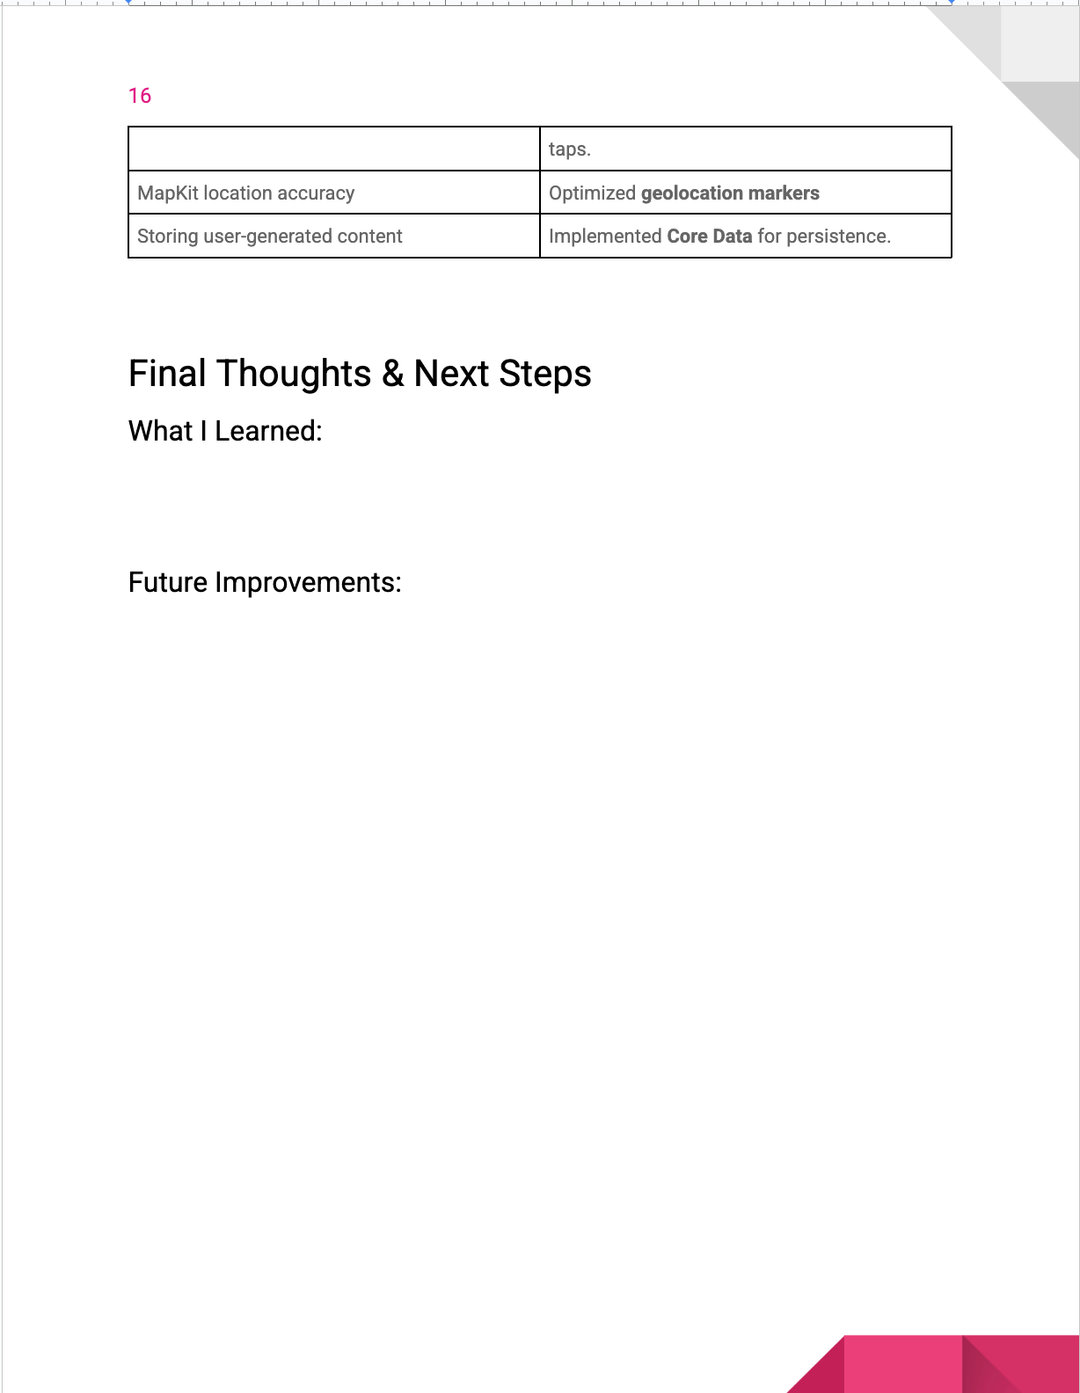 16
taps.
MapKit location accuracy
Optimized geolocation markers
Storing user-generated content
Implemented Core Data for persistence.
Final Thoughts & Next Steps
What I Learned:
Future Improvements: